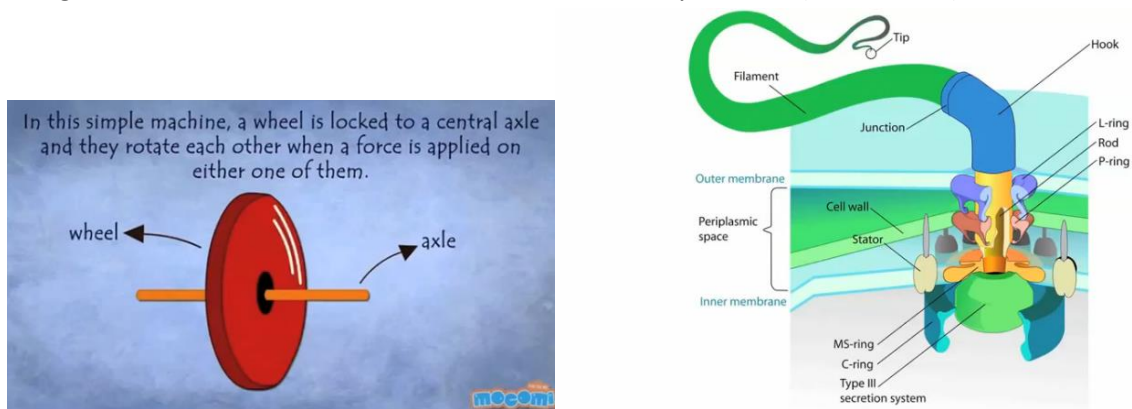 In this simple machine, a wheel is locked to a central axle
and they rotate each other when a force is applied on
either one of them.
wheel
axle
mocomi
Tip
Hook
Filament
Junction
L-ring
Rod
P-ring
Outer membrane
Cell wall
Periplasmic
space
Stator
Inner membrane
MS-ring
C-ring
Type III
secretion system